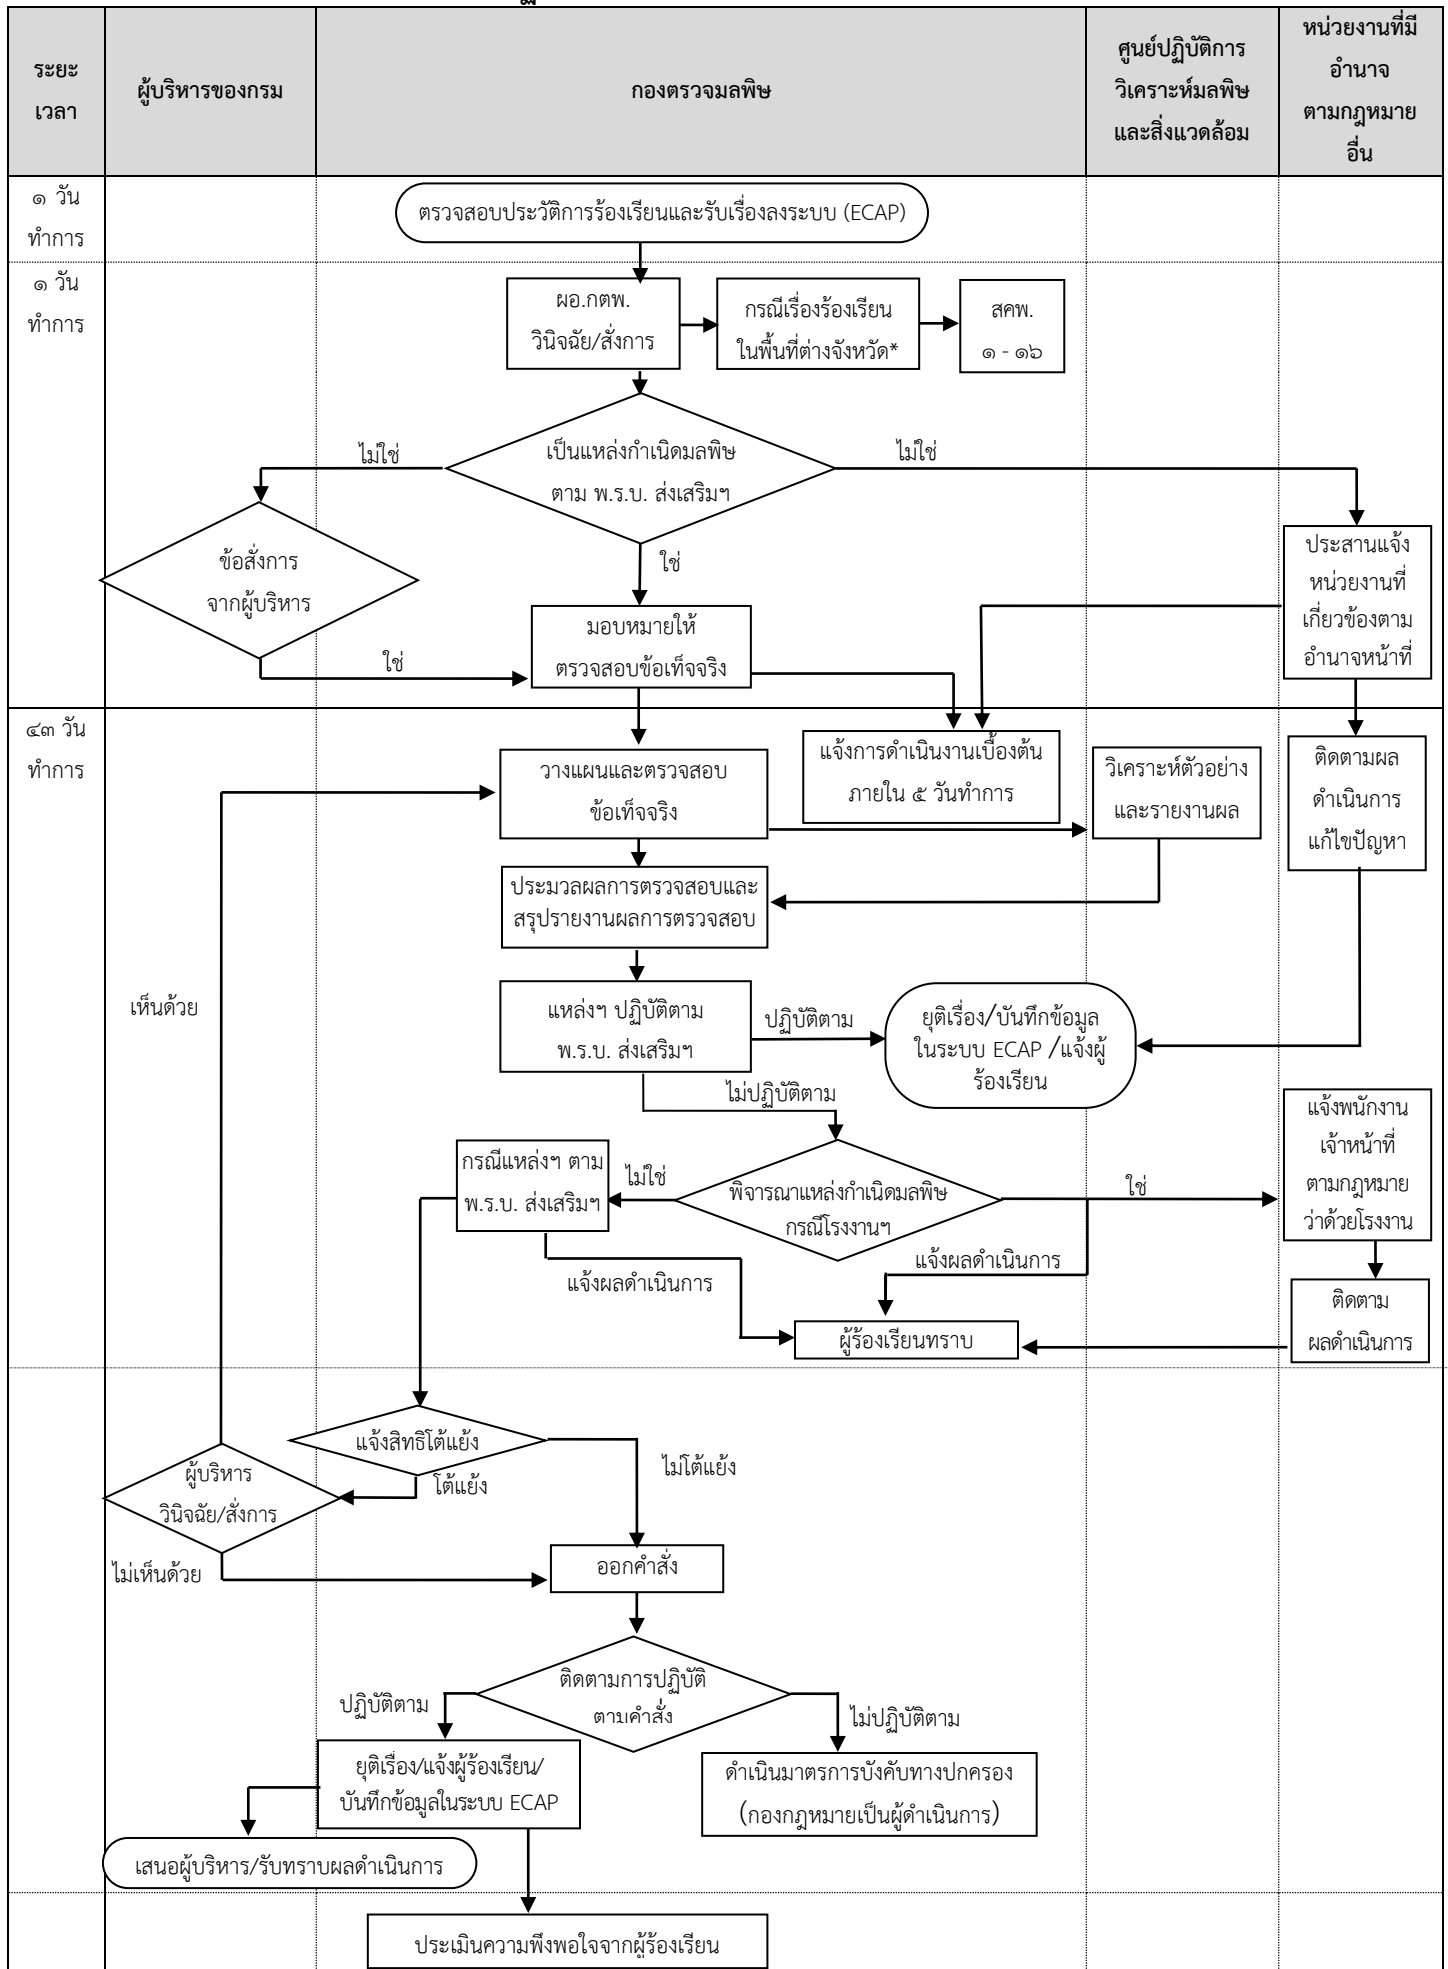 ระยะ
เวลา
ผู้บริหารของกรม
กองตรวจมลพิษ
ศูนย์ปฏิบัติการ
วิเคราะห์มลพิษ
และสิ่งแวดล้อม
หน่วยงานที่มี
อำนาจ
ตามกฎหมาย
อื่น
๑ วัน
ทำการ
ตรวจสอบประวัติการร้องเรียนและรับเรื่องลงระบบ (ECAP)
๑ วัน
ทำการ
ผอ.กตพ.
วินิจฉัย/สั่งการ
กรณีเรื่องร้องเรียน
ในพื้นที่ต่างจังหวัด*
สคพ.
๑ - ๑๖
เป็นแหล่งกำเนิดมลพิษ
ตาม พ.ร.บ. ส่งเสริมฯ
ไม่ใช่
ไม่ใช่
ใช่
ข้อสั่งการ
จากผู้บริหาร
ใช่
มอบหมายให้
ตรวจสอบข้อเท็จจริง
ประสานแจ้ง
หน่วยงานที่
เกี่ยวข้องตาม
อำนาจหน้าที่
๔๓ วัน
ทำการ
วางแผนและตรวจสอบ
ข้อเท็จจริง
แจ้งการดำเนินงานเบื้องต้น
ภายใน ๕ วันทำการ
วิเคราะห์ตัวอย่าง
และรายงานผล
ติดตามผล
ดำเนินการ
แก้ไขปัญหา
ประมวลผลการตรวจสอบและ
สรุปรายงานผลการตรวจสอบ
เห็นด้วย
แหล่งฯ ปฏิบัติตาม
พ.ร.บ. ส่งเสริมฯ
ปฏิบัติตาม
ยุติเรื่อง/บันทึกข้อมูล
ในระบบ ECAP /แจ้งผู้
ร้องเรียน
ไม่ปฏิบัติตาม
กรณีแหล่งฯ ตาม
พ.ร.บ. ส่งเสริมฯ
ไม่ใช่
พิจารณาแหล่งกำเนิดมลพิษ
กรณีโรงงานฯ
ใช่
แจ้งพนักงาน
เจ้าหน้าที่
ตามกฎหมาย
ว่าด้วยโรงงาน
แจ้งผลดำเนินการ
แจ้งผลดำเนินการ
ผู้ร้องเรียนทราบ
ติดตาม
ผลดำเนินการ
แจ้งสิทธิโต้แย้ง
โต้แย้ง
ไม่โต้แย้ง
ผู้บริหาร
วินิจฉัย/สั่งการ
ไม่เห็นด้วย
ออกคำสั่ง
ติดตามการปฏิบัติ
ตามคำสั่ง
ปฏิบัติตาม
ไม่ปฏิบัติตาม
ยุติเรื่อง/แจ้งผู้ร้องเรียน/
บันทึกข้อมูลในระบบ ECAP
ดำเนินมาตรการบังคับทางปกครอง
(กองกฎหมายเป็นผู้ดำเนินการ)
เสนอผู้บริหาร/รับทราบผลดำเนินการ
ประเมินความพึงพอใจจากผู้ร้องเรียน